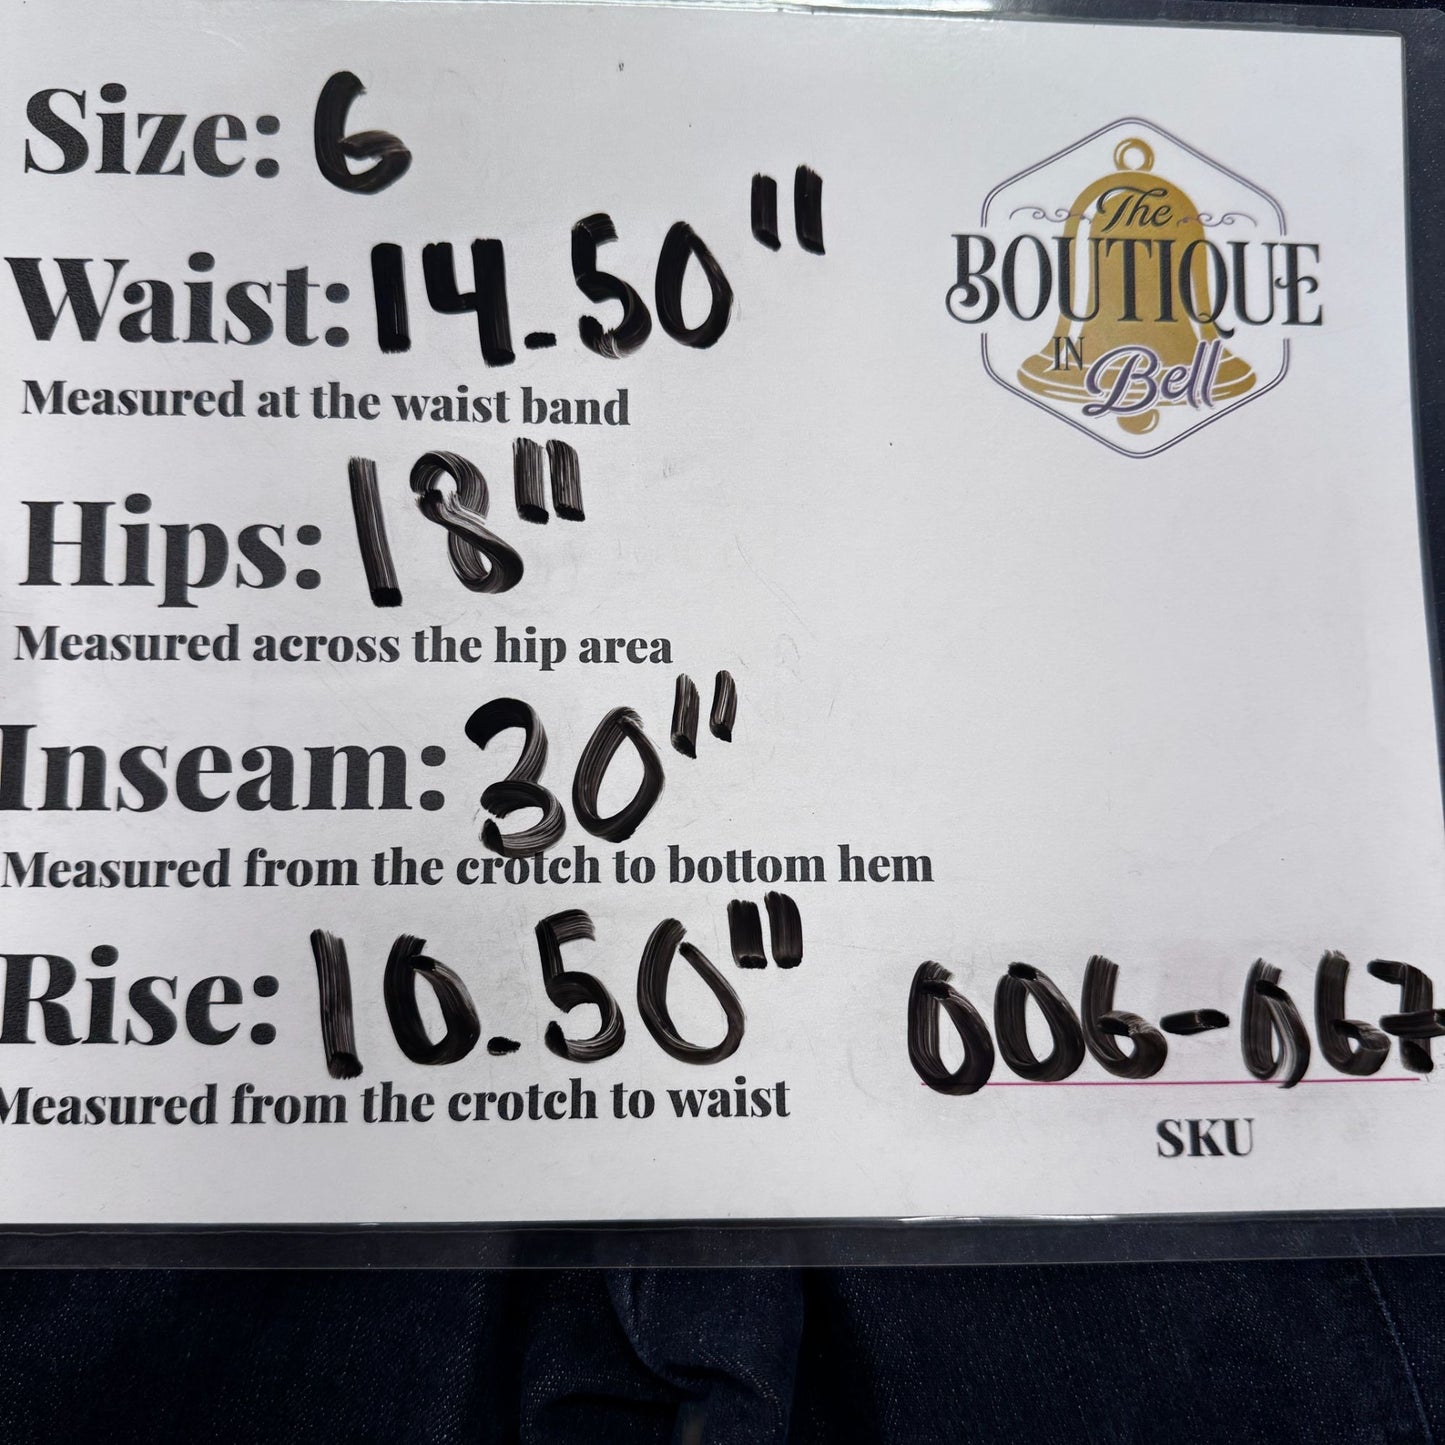 Size: 6
Waist: 14.50"
Measured at the waist band
Hips: 18"
Measured across the hip area
Inseam: 30"
Measured from the crotch to bottom hem
Rise: 10.50"
Measured from the crotch to waist
The
BOUTIQUE
IN Bell
006-067
SKU